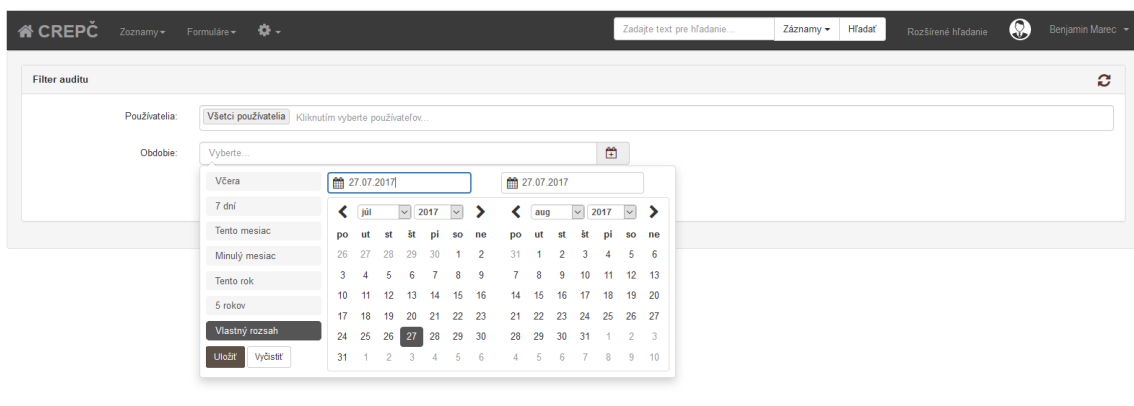 CREPČ Zoznamy Formuláre Zadajte text pre hľadanie... Záznamy Hľadať Rozšírené hľadanie Benjamin Marec
Filter auditu
Používatelia: Všetci používatelia Kliknutím vyberte používateľov...
Obdobie: Vyberte...
Včera 27.07.2017 27.07.2017
7 dní júl 2017 aug 2017
Tento mesiac po ut st št pi so ne po ut st št pi so ne
Minulý mesiac 26 27 28 29 30 1 2 31 1 2 3 4 5 6
Tento rok 3 4 5 6 7 8 9 7 8 9 10 11 12 13
5 rokov 10 11 12 13 14 15 16 14 15 16 17 18 19 20
17 18 19 20 21 22 23 21 22 23 24 25 26 27
Vlastný rozsah 24 25 26 27 28 29 30 28 29 30 31 1 2 3
Uložiť Vyčistiť 31 1 2 3 4 5 6 4 5 6 7 8 9 10